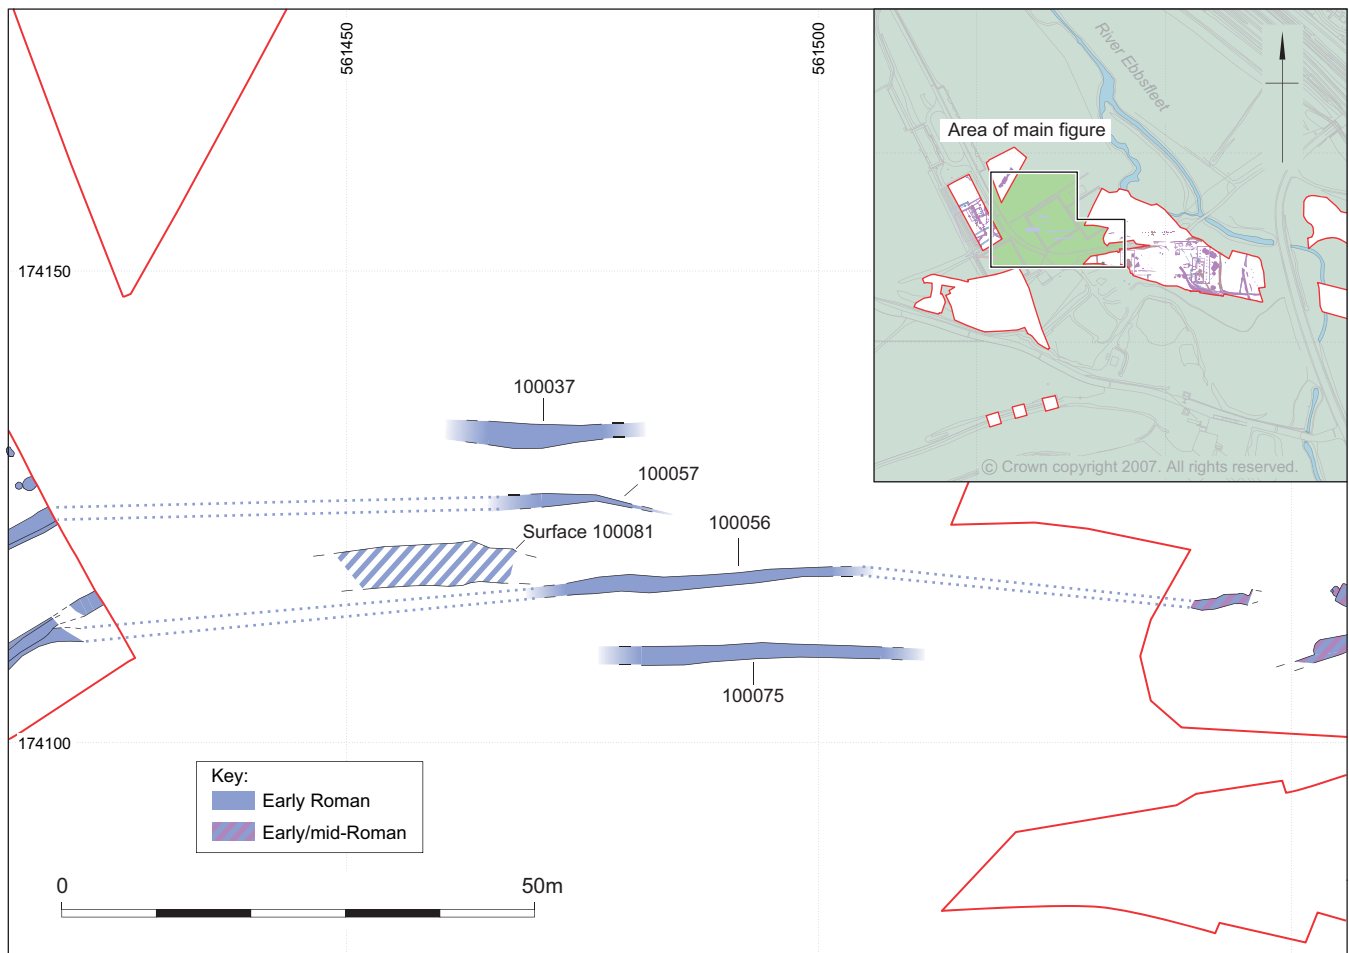 561450
561500
River Ebbsfleet
Area of main figure
174150
100037
100057
100056
Surface 100081
100075
174100
Key:
Early Roman
Early/mid-Roman
0
50m
© Crown copyright 2007. All rights reserved.